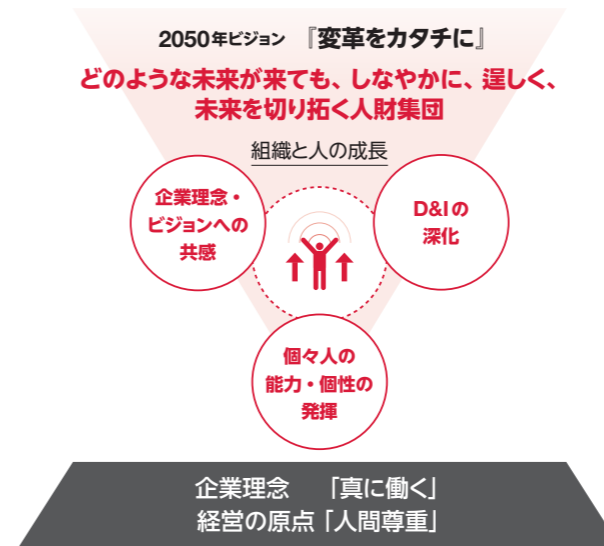 2050年ビジョン 『変革をカタチに』
どのような未来が来ても、しなやかに、逞しく、
未来を切り拓く人財集団
組織と人の成長
企業理念・
ビジョンへの
共感
D&Iの
深化
個々人の
能力・個性の
発揮
企業理念 「真に働く」
経営の原点「人間尊重」